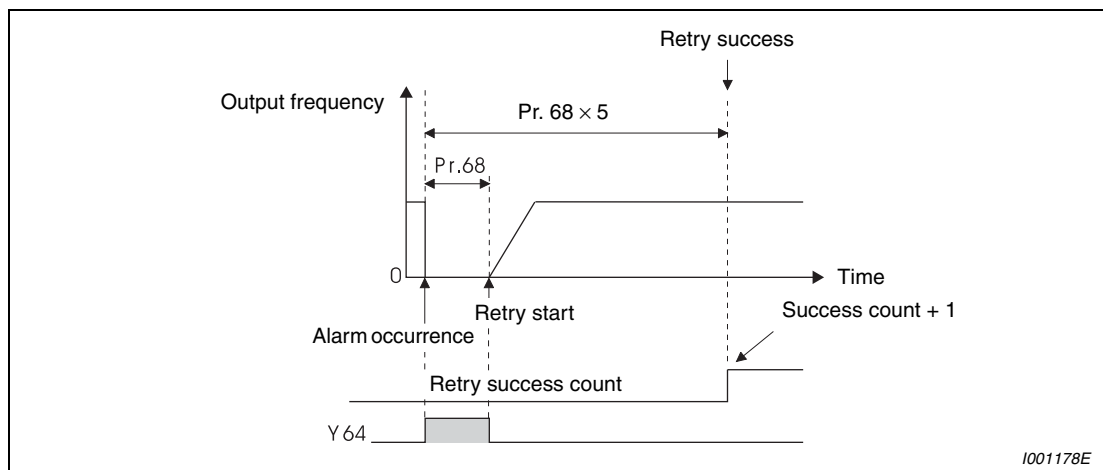 Retry success
Output frequency
Pr. 68 × 5
Pr.68
0
Time
Retry start
Success count + 1
Alarm occurrence
Retry success count
Y64
I001178E